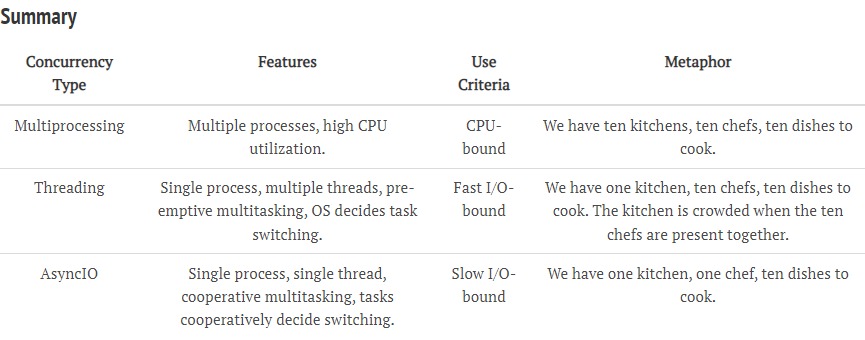 Summary
Concurrency Type Features Use Criteria Metaphor
Multiprocessing Multiple processes, high CPU utilization. CPU-bound We have ten kitchens, ten chefs, ten dishes to cook.
Threading Single process, multiple threads, pre-emptive multitasking, OS decides task switching. Fast I/O-bound We have one kitchen, ten chefs, ten dishes to cook. The kitchen is crowded when the ten chefs are present together.
AsyncIO Single process, single thread, cooperative multitasking, tasks cooperatively decide switching. Slow I/O-bound We have one kitchen, one chef, ten dishes to cook.